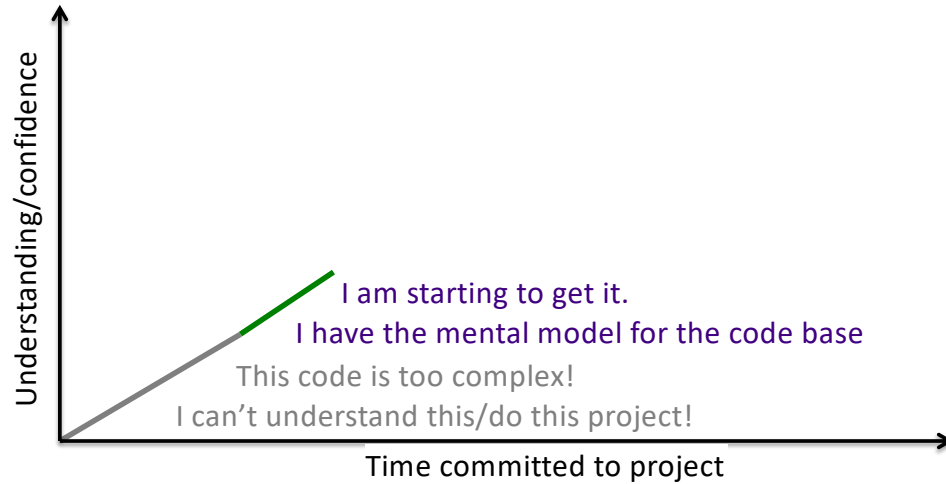 Understanding/confidence
I am starting to get it.
I have the mental model for the code base
This code is too complex!
I can’t understand this/do this project!
Time committed to project